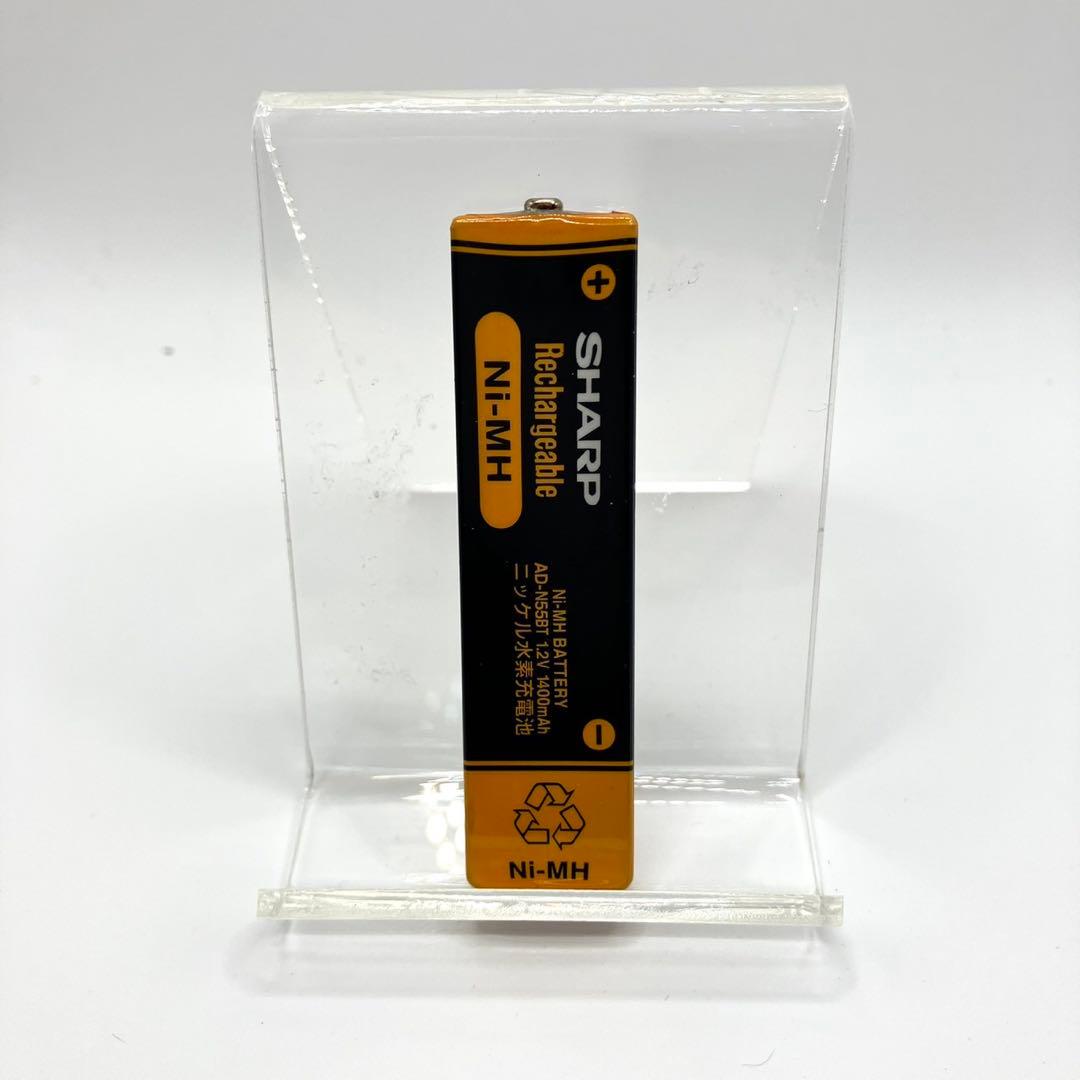 +
SHARP
Rechargeable
Ni-MH
Ni-MH BATTERY
AD-N55BT 1.2V 1400mAh
ニッケル水素充電池
−
Ni-MH